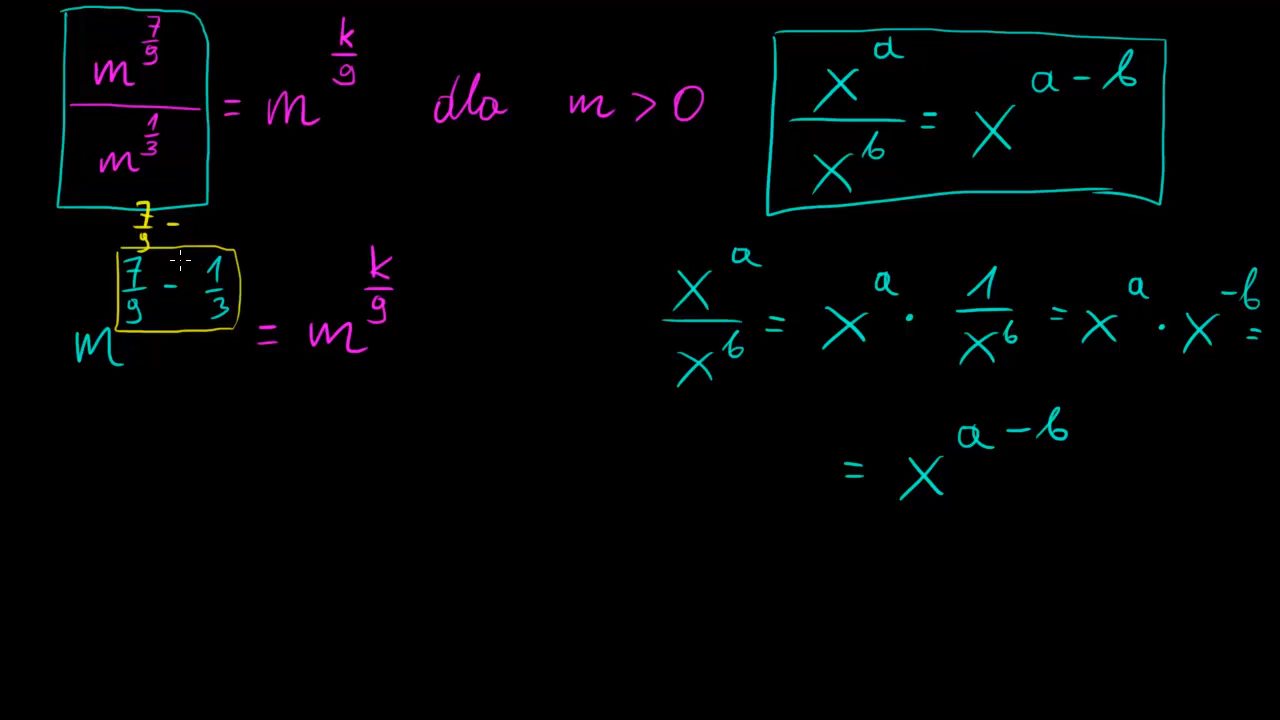 m^(7/9) / m^(1/3) = m^(k/9) dla m > 0
x^a / x^b = x^(a-b)
7/9 -
m^(7/9 - 1/3) = m^(k/9)
x^a / x^b = x^a · 1/x^b = x^a · x^(-b) =
= x^(a-b)